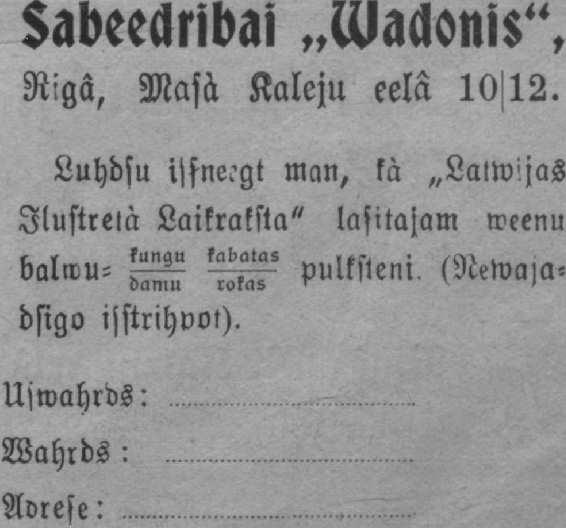 Sabeedribai „Wadonis“,
Rigâ, Maſà Kaleju eelâ 10|12.
Luhdſu iſſneegt man, kà „Latwijas
Iluſtretà Laikrakſta“ laſitajam weenu
balwu- kungu/damu kabatas/rokas pulkſteni. (Newaja-
dſigo iſſtrihpot).
Uſwahrds:
Wahrds:
Adreſe: